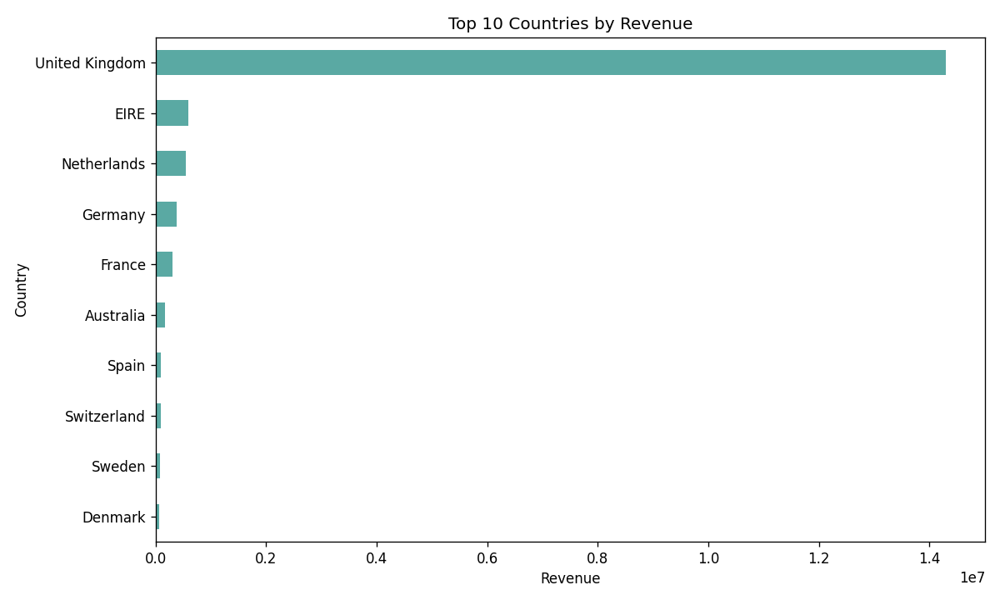 Top 10 Countries by Revenue
United Kingdom
EIRE
Netherlands
Germany
France
Australia
Spain
Switzerland
Sweden
Denmark
Country
0.0 0.2 0.4 0.6 0.8 1.0 1.2 1.4
Revenue
1e7